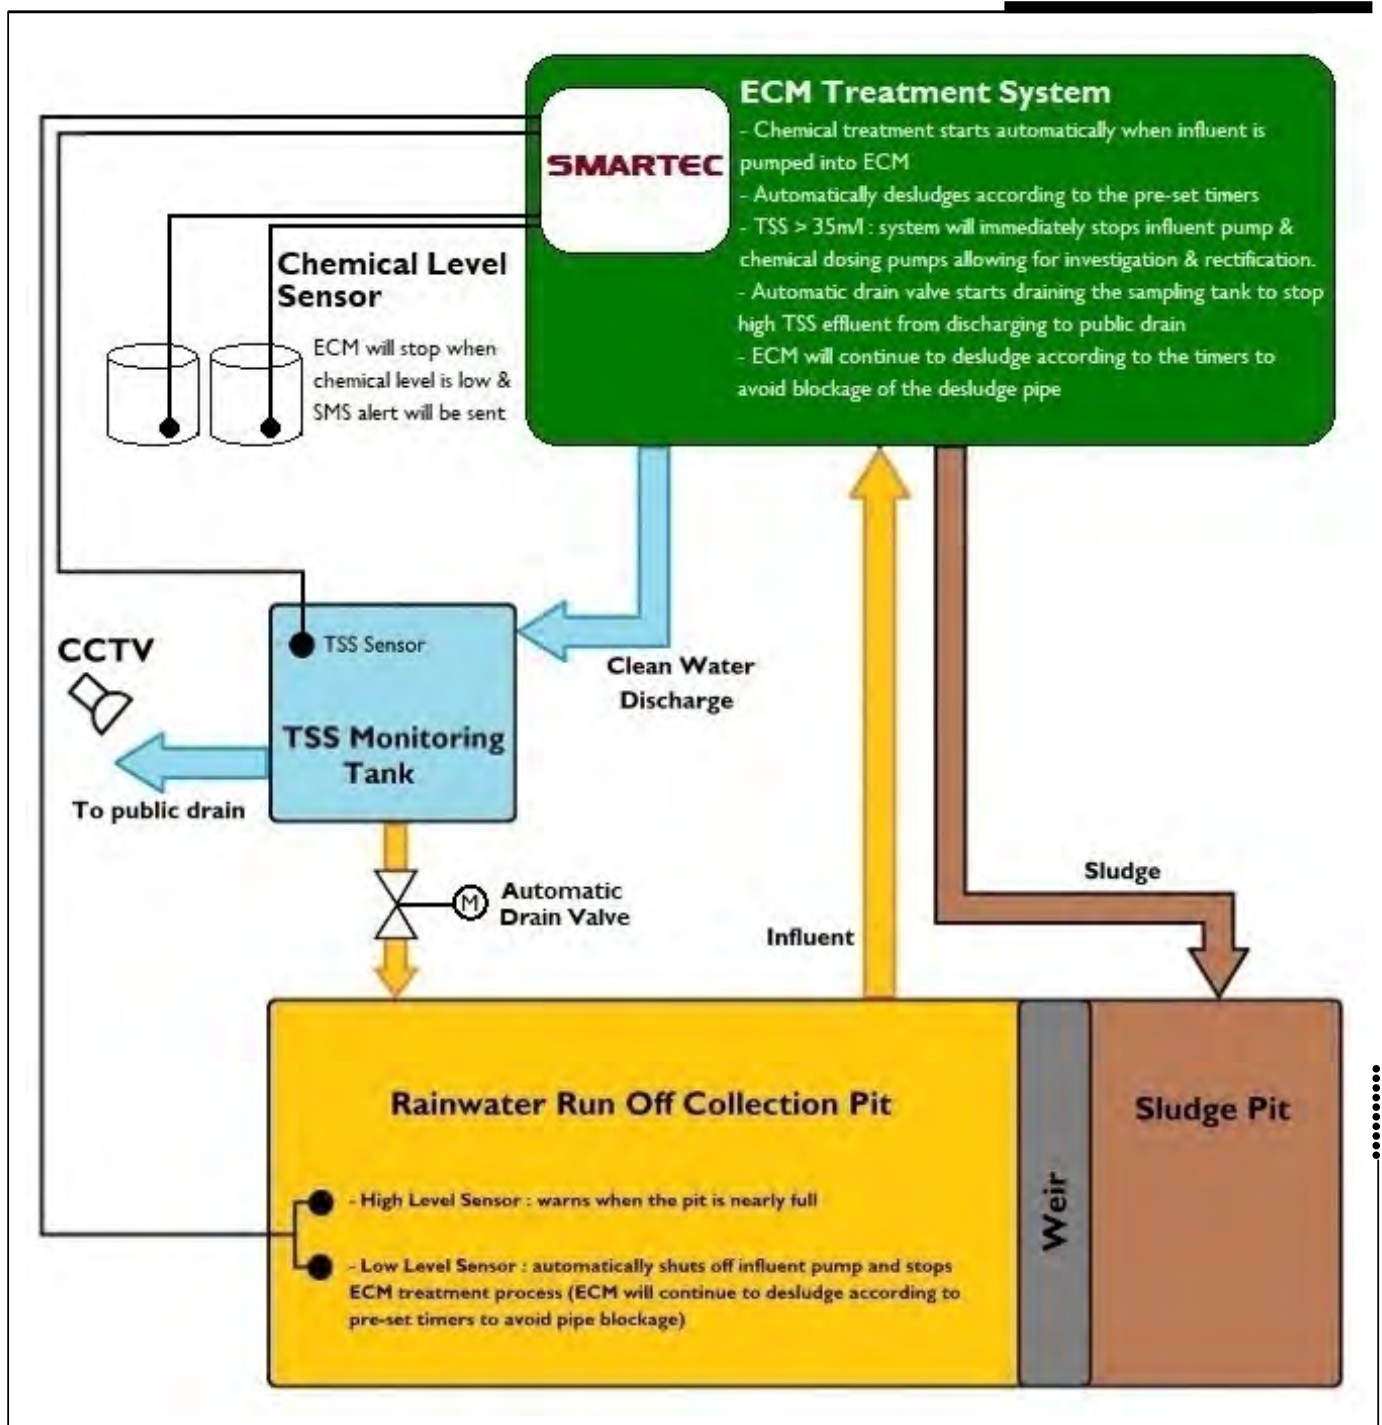 ECM Treatment System
- Chemical treatment starts automatically when influent is
pumped into ECM
- Automatically desludges according to the pre-set timers
- TSS > 35m/l : system will immediately stops influent pump &
chemical dosing pumps allowing for investigation & rectification.
- Automatic drain valve starts draining the sampling tank to stop
high TSS effluent from discharging to public drain
- ECM will continue to desludge according to the timers to
avoid blockage of the desludge pipe
SMARTEC
Chemical Level
Sensor
ECM will stop when
chemical level is low &
SMS alert will be sent
CCTV
TSS Sensor
TSS Monitoring
Tank
Clean Water
Discharge
To public drain
M
Automatic
Drain Valve
Influent
Sludge
Rainwater Run Off Collection Pit
- High Level Sensor : warns when the pit is nearly full
- Low Level Sensor : automatically shuts off influent pump and stops
ECM treatment process (ECM will continue to desludge according to
pre-set timers to avoid pipe blockage)
Weir
Sludge Pit